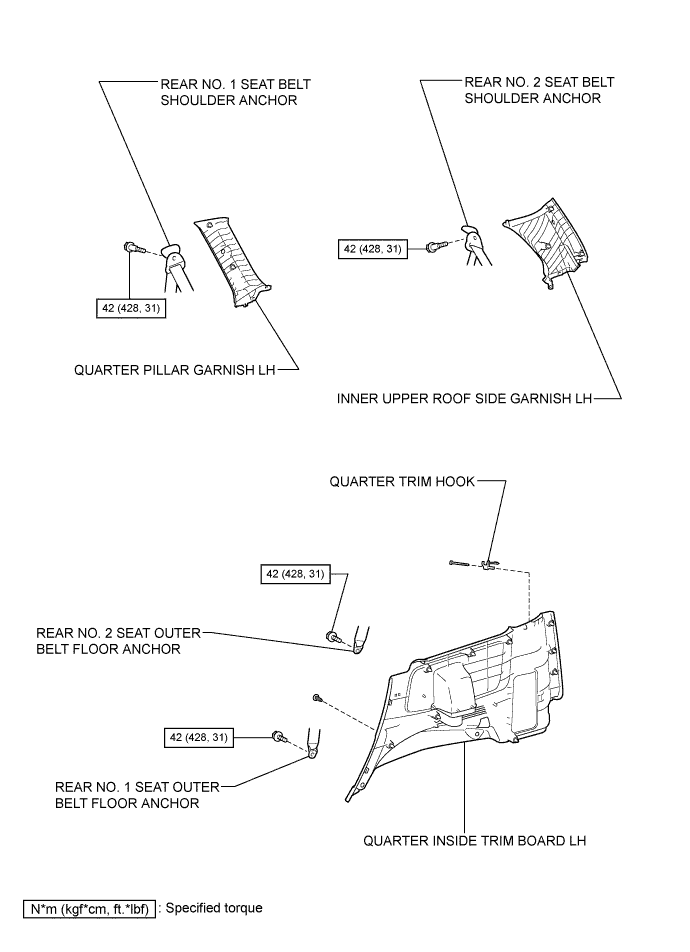 REAR NO. 1 SEAT BELT
SHOULDER ANCHOR
REAR NO. 2 SEAT BELT
SHOULDER ANCHOR
42 (428, 31)
42 (428, 31)
QUARTER PILLAR GARNISH LH
INNER UPPER ROOF SIDE GARNISH LH
QUARTER TRIM HOOK
42 (428, 31)
REAR NO. 2 SEAT OUTER
BELT FLOOR ANCHOR
42 (428, 31)
REAR NO. 1 SEAT OUTER
BELT FLOOR ANCHOR
QUARTER INSIDE TRIM BOARD LH
N*m (kgf*cm, ft.*lbf) : Specified torque